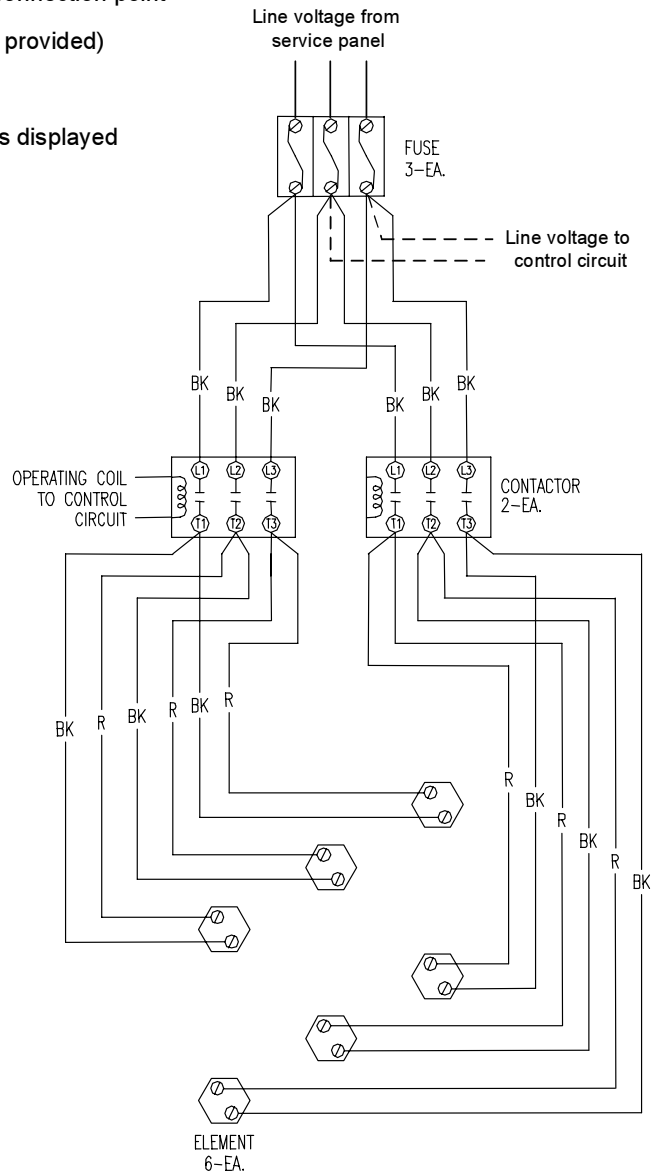 onnection point
provided)
s displayed
Line voltage from
service panel
FUSE
3-EA.
Line voltage to
control circuit
BK
BK
BK
BK
BK
BK
OPERATING COIL
TO CONTROL
CIRCUIT
L1 L2 L3
T1 T2 T3
L1 L2 L3
T1 T2 T3
CONTACTOR
2-EA.
BK R BK R BK R
R BK R BK R BK
ELEMENT
6-EA.